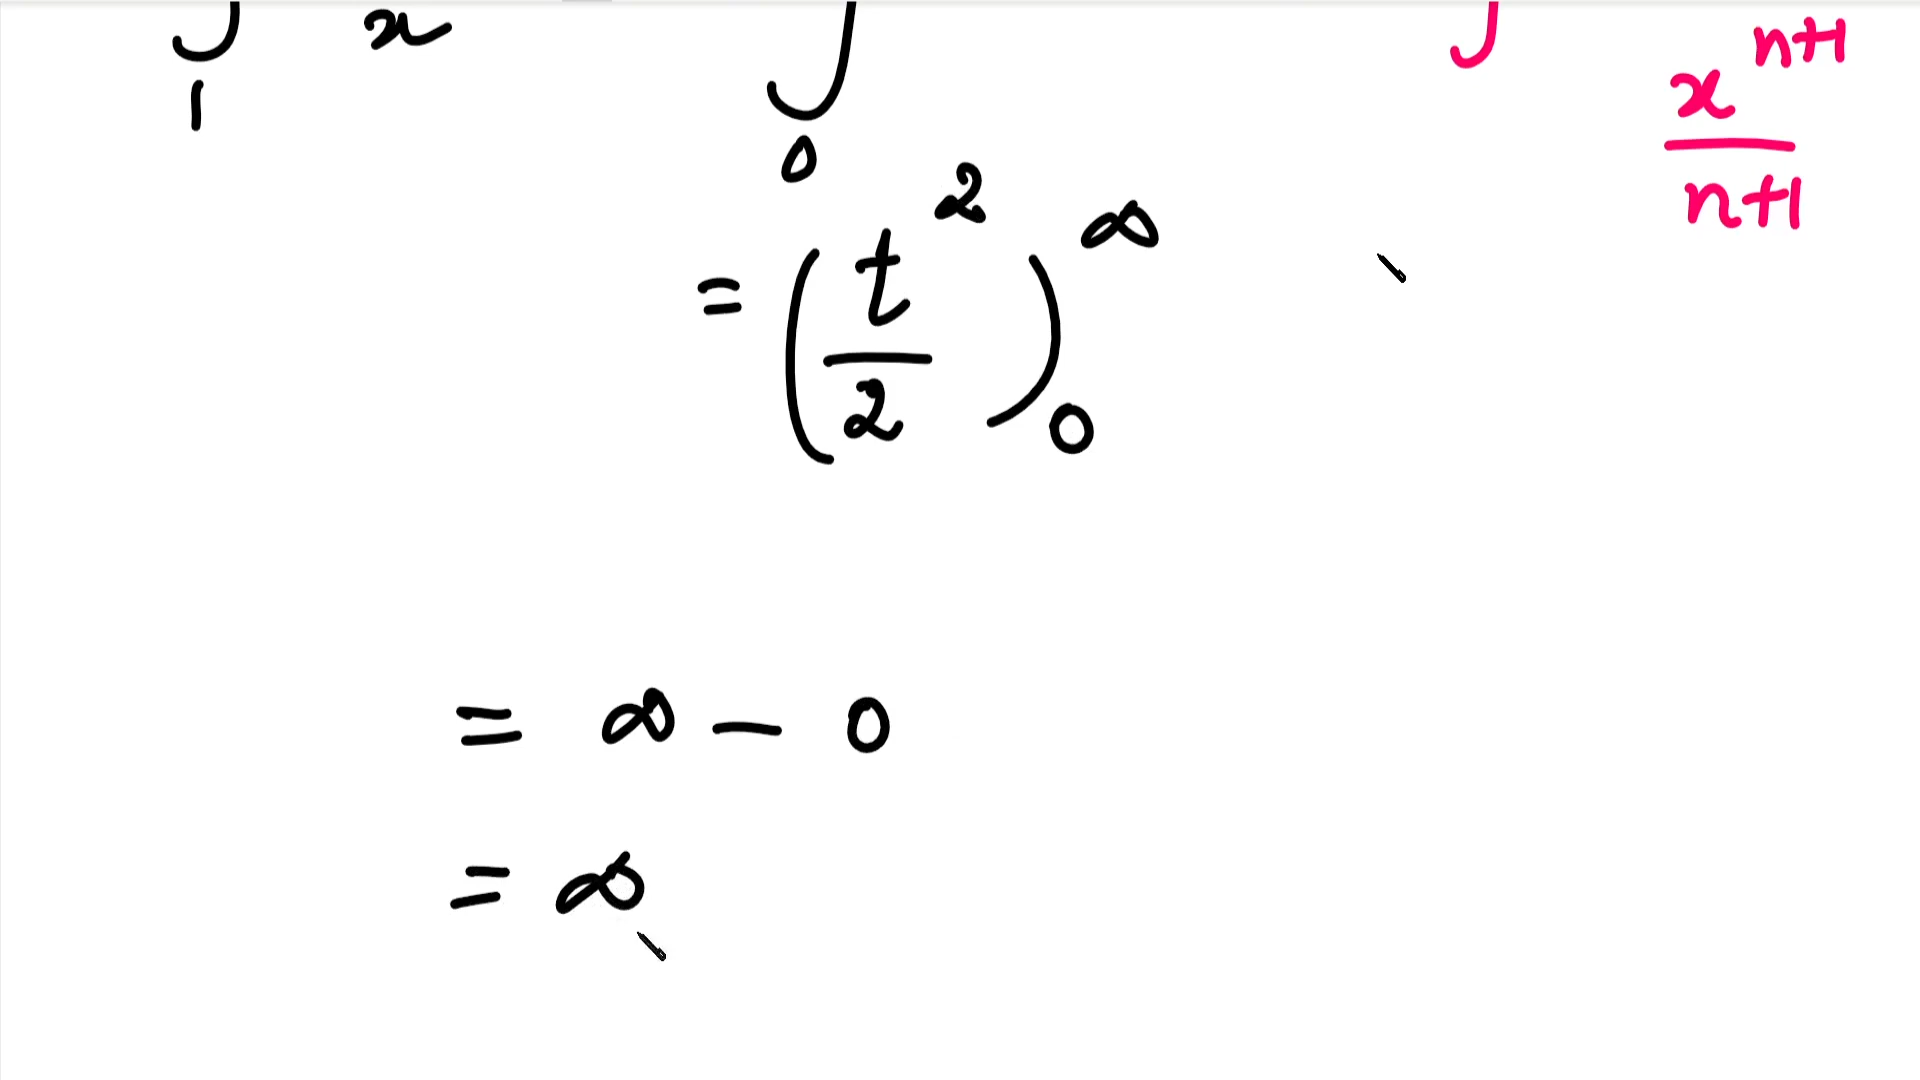 ∫₁ x ∫₀ ∫ x^{n+1}/(n+1)
= (t²/2)₀^∞
= ∞ − 0
= ∞